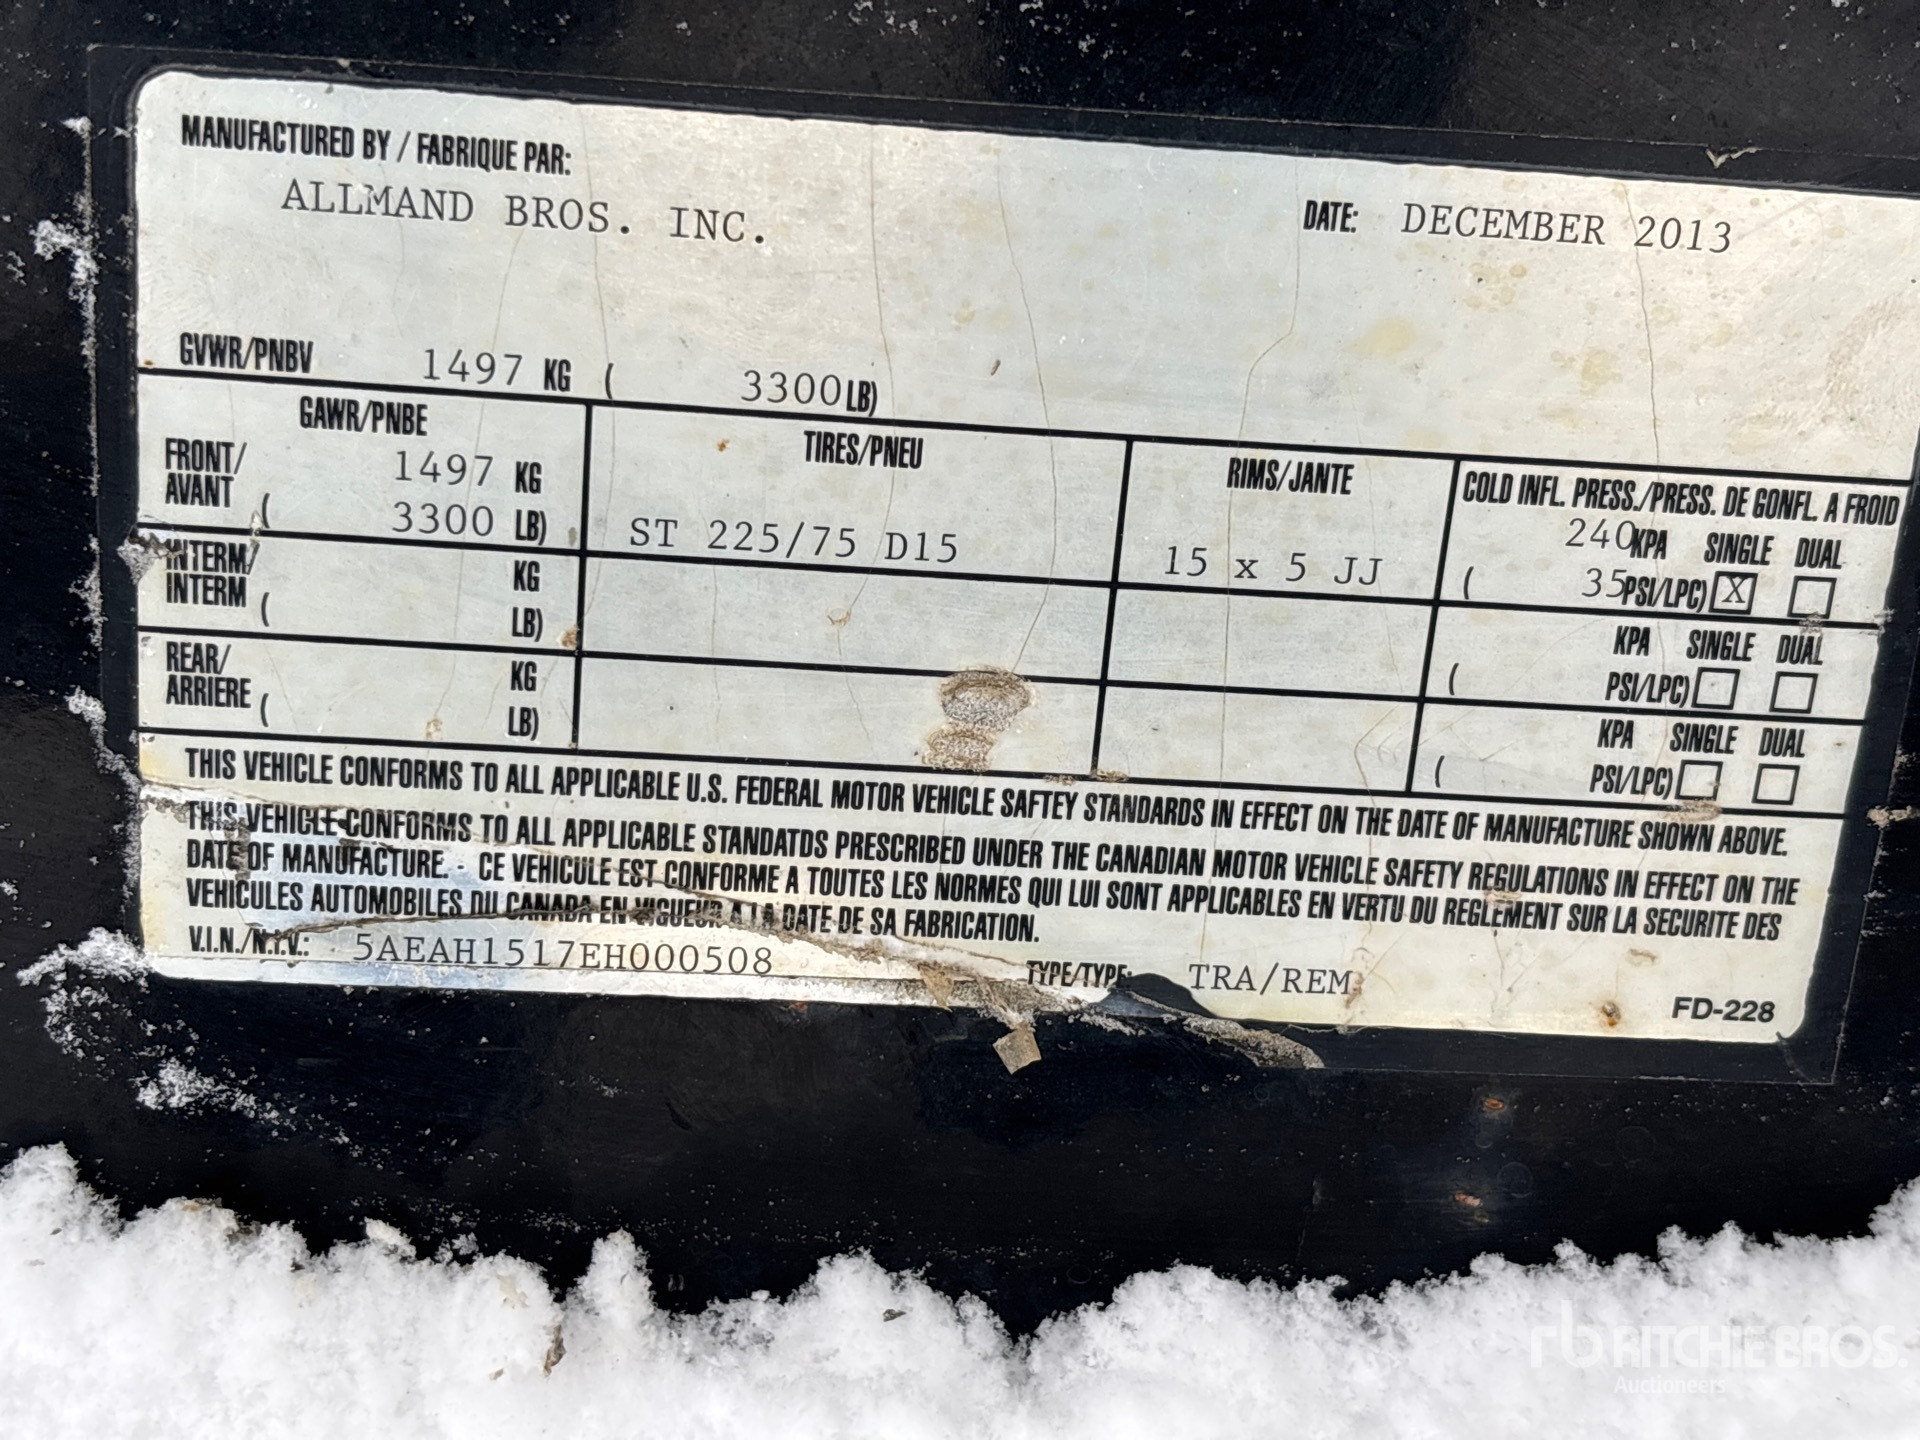 MANUFACTURED BY / FABRIQUE PAR:
ALLMAND BROS. INC.
DATE: DECEMBER 2013
GVWR/PNBV 1497 KG ( 3300 LB)
GAWR/PNBE TIRES/PNEU RIMS/JANTE COLD INFL. PRESS./PRESS. DE GONFL. A FROID
FRONT/ 1497 KG 240 KPA SINGLE DUAL
AVANT ( 3300 LB) ST 225/75 D15 15 x 5 JJ ( 35 PSI/LPC) X
INTERM/ KG KPA SINGLE DUAL
INTERM ( LB) ( PSI/LPC)
REAR/ KG KPA SINGLE DUAL
ARRIERE ( LB) ( PSI/LPC)
THIS VEHICLE CONFORMS TO ALL APPLICABLE U.S. FEDERAL MOTOR VEHICLE SAFTEY STANDARDS IN EFFECT ON THE DATE OF MANUFACTURE SHOWN ABOVE.
THIS VEHICLE CONFORMS TO ALL APPLICABLE STANDATDS PRESCRIBED UNDER THE CANADIAN MOTOR VEHICLE SAFETY REGULATIONS IN EFFECT ON THE
DATE OF MANUFACTURE. - CE VEHICULE EST CONFORME A TOUTES LES NORMES QUI LUI SONT APPLICABLES EN VERTU DU REGLEMENT SUR LA SECURITE DES
VEHICULES AUTOMOBILES DU CANADA EN VIGUEUR A LA DATE DE SA FABRICATION.
V.I.N./N.I.V.: 5AEAH1517EH000508 TYPE/TYPE: TRA/REM
FD-228
rb RITCHIE BROS.
Auctioneers